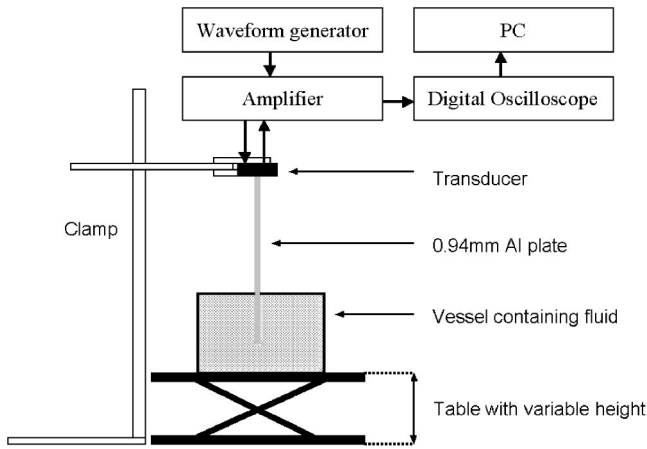 Waveform generator
PC
Amplifier
Digital Oscilloscope
Transducer
Clamp
0.94mm Al plate
Vessel containing fluid
Table with variable height